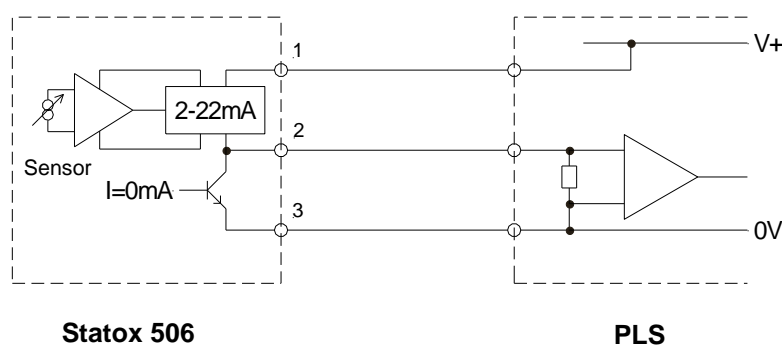 1
V+
2-22mA
2
Sensor
I=0mA
3
0V
Statox 506
PLS